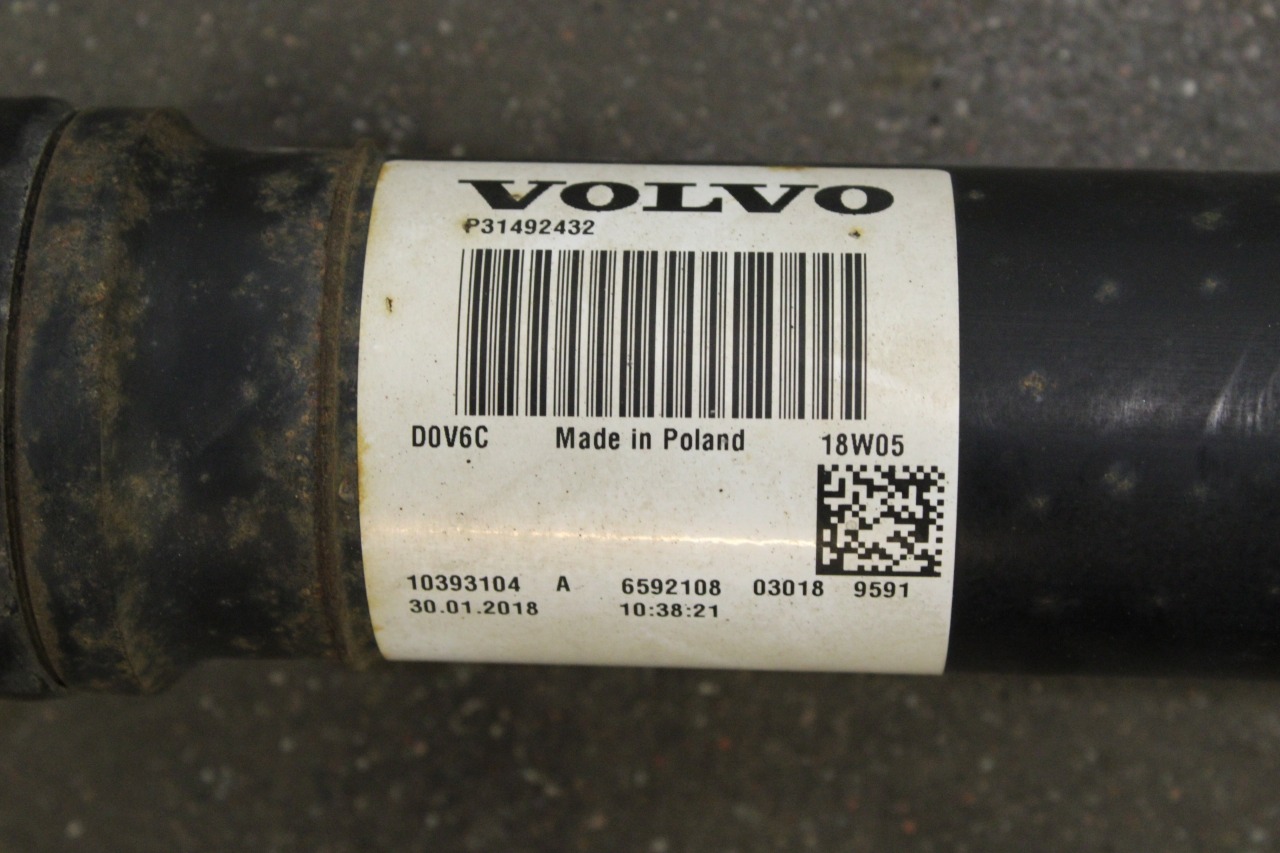 VOLVO
P31492432
D0V6C Made in Poland 18W05
10393104 A 6592108 03018 9591
30.01.2018 10:38:21